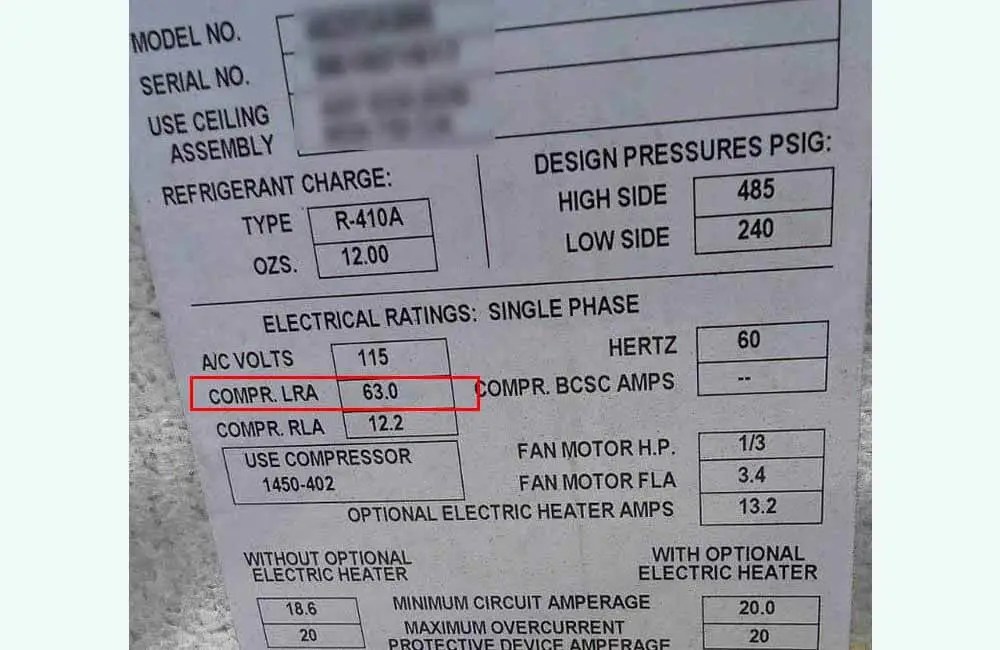 MODEL NO.
SERIAL NO.
USE CEILING
ASSEMBLY
REFRIGERANT CHARGE:
TYPE R-410A
OZS. 12.00
DESIGN PRESSURES PSIG:
HIGH SIDE 485
LOW SIDE 240
ELECTRICAL RATINGS: SINGLE PHASE
A/C VOLTS 115
HERTZ 60
COMPR. LRA 63.0
COMPR. BCSC AMPS --
COMPR. RLA 12.2
USE COMPRESSOR
1450-402
FAN MOTOR H.P. 1/3
FAN MOTOR FLA 3.4
OPTIONAL ELECTRIC HEATER AMPS 13.2
WITHOUT OPTIONAL
ELECTRIC HEATER
WITH OPTIONAL
ELECTRIC HEATER
18.6 MINIMUM CIRCUIT AMPERAGE 20.0
20 MAXIMUM OVERCURRENT 20
PROTECTIVE DEVICE AMPERAGE